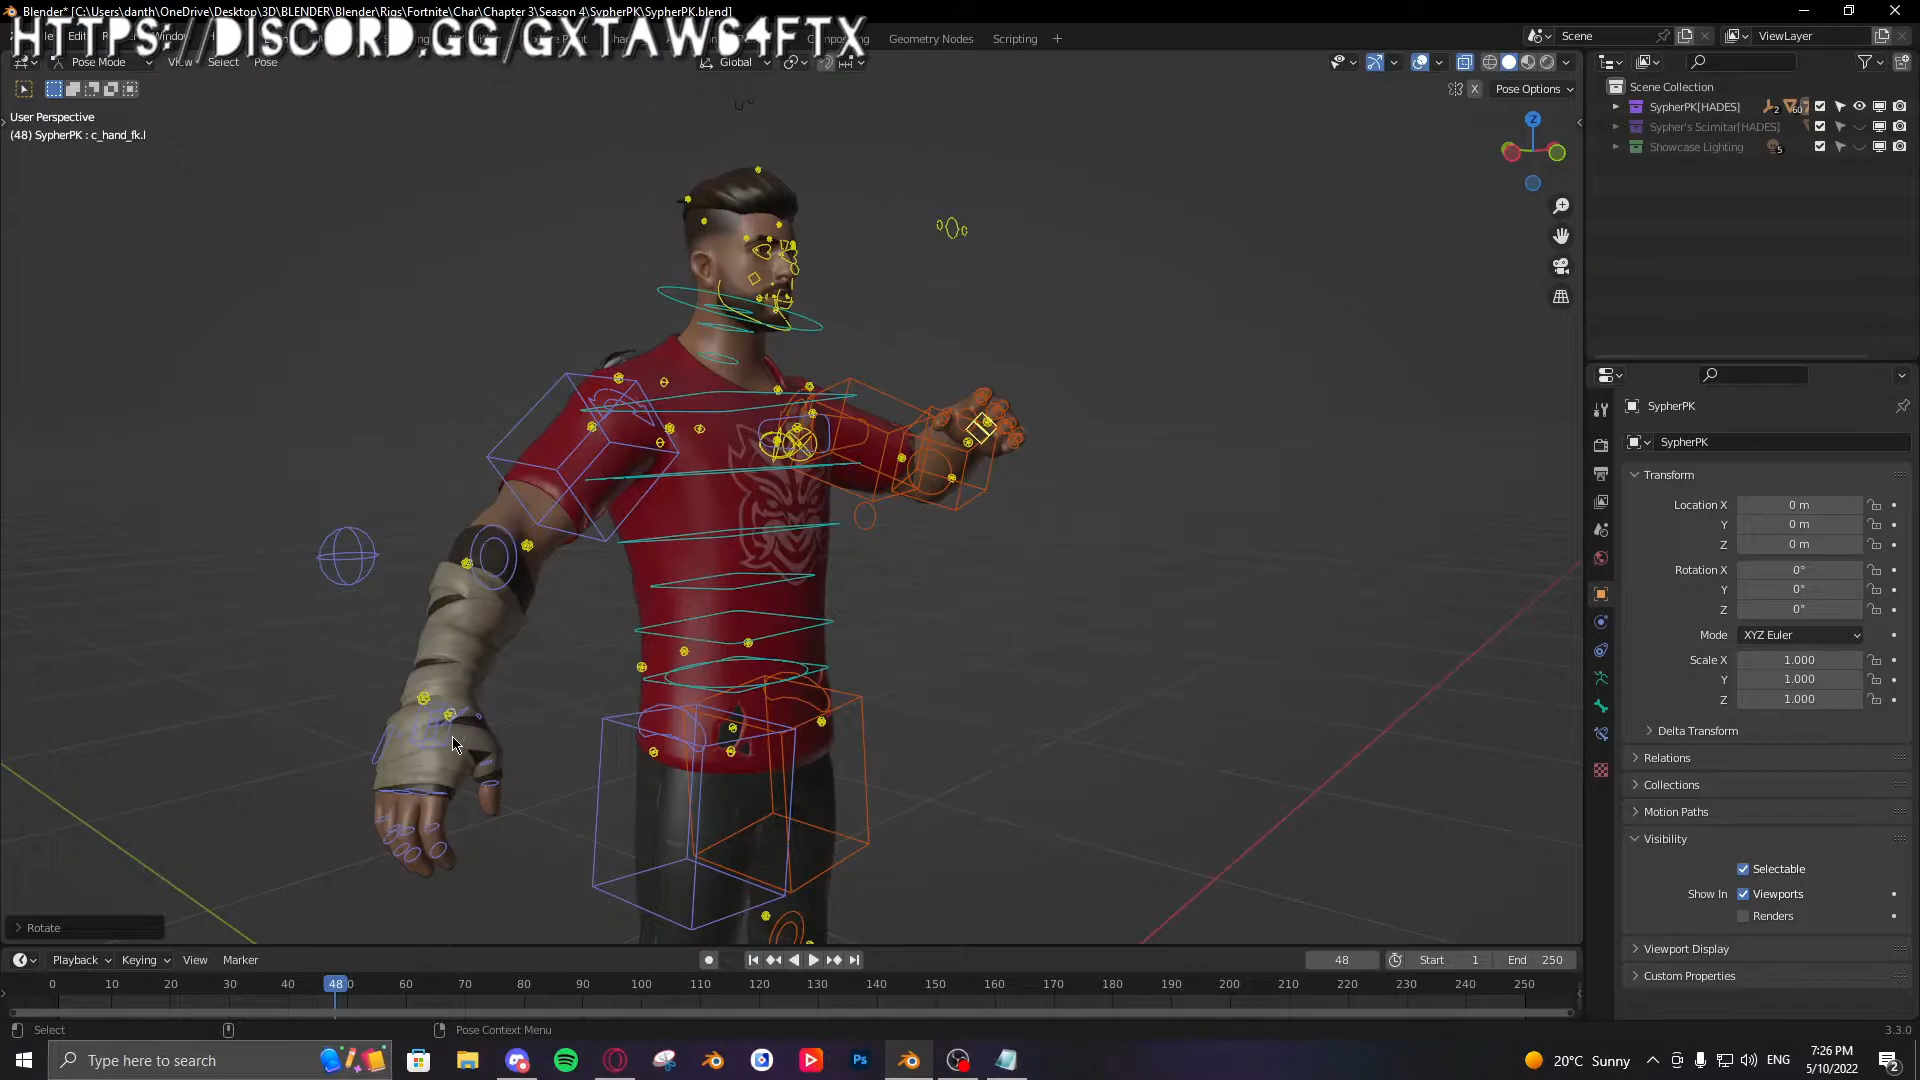 Blender* [C:\Users\danth\OneDrive\Desktop\3D\BLENDER\Blender\Rigs\Fortnite\Char\Chapter 3\Season 4\SypherPK\SypherPK.blend]
HTTPS://DISCORD.GG/GXTAW64FTX
Geometry Nodes
Scripting
Scene
ViewLayer
Pose Mode
View
Select
Pose
Global
X
Pose Options
User Perspective
(48) SypherPK : c_hand_fk.l
Z
Scene Collection
SypherPK[HADES]
2
60
Sypher's Scimitar[HADES]
Showcase Lighting
5
SypherPK
SypherPK
Transform
Location X
0 m
Y
0 m
Z
0 m
Rotation X
0°
Y
0°
Z
0°
Mode
XYZ Euler
Scale X
1.000
Y
1.000
Z
1.000
Delta Transform
Relations
Collections
Motion Paths
Visibility
Selectable
Show In
Viewports
Renders
Viewport Display
Custom Properties
Rotate
Playback
Keying
View
Marker
48
Start
1
End
250
0
10
20
30
40
48
60
70
80
90
100
110
120
130
140
150
160
170
180
190
200
210
220
230
240
250
Select
Pose Context Menu
3.3.0
Type here to search
Ps
20°C Sunny
ENG
7:26 PM
5/10/2022
2